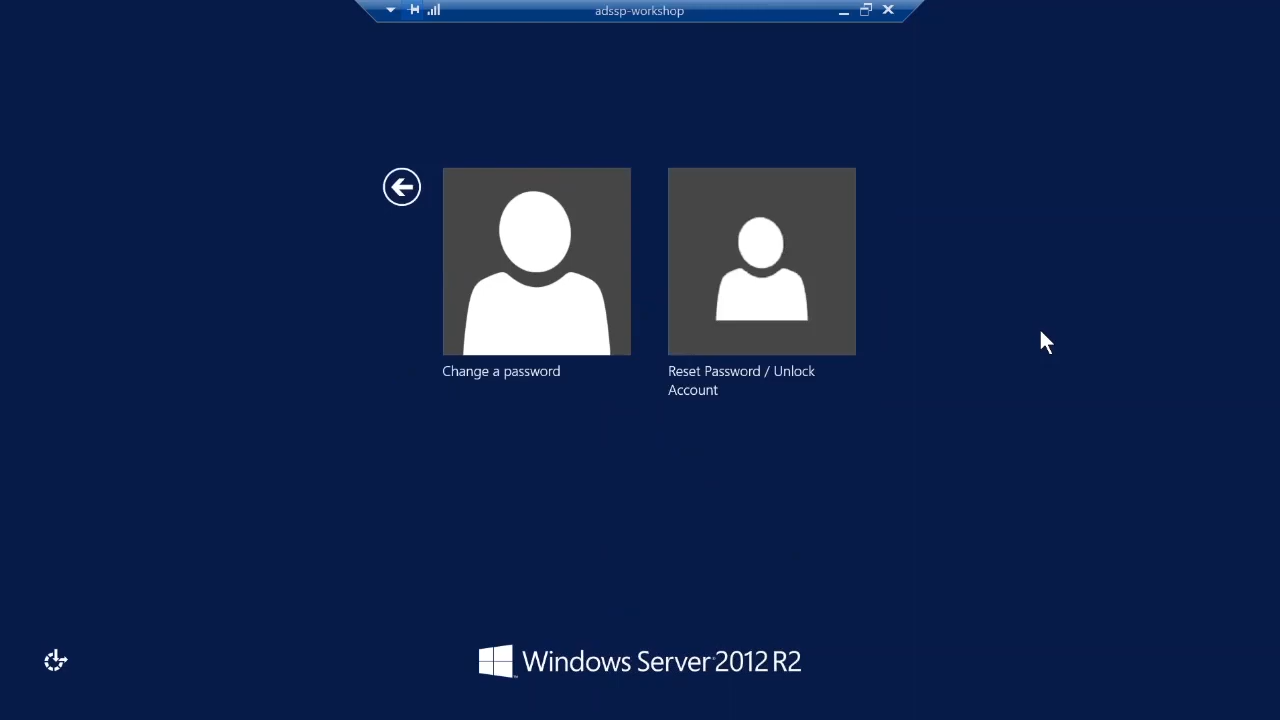 adssp-workshop
Change a password
Reset Password / Unlock
Account
Windows Server 2012 R2